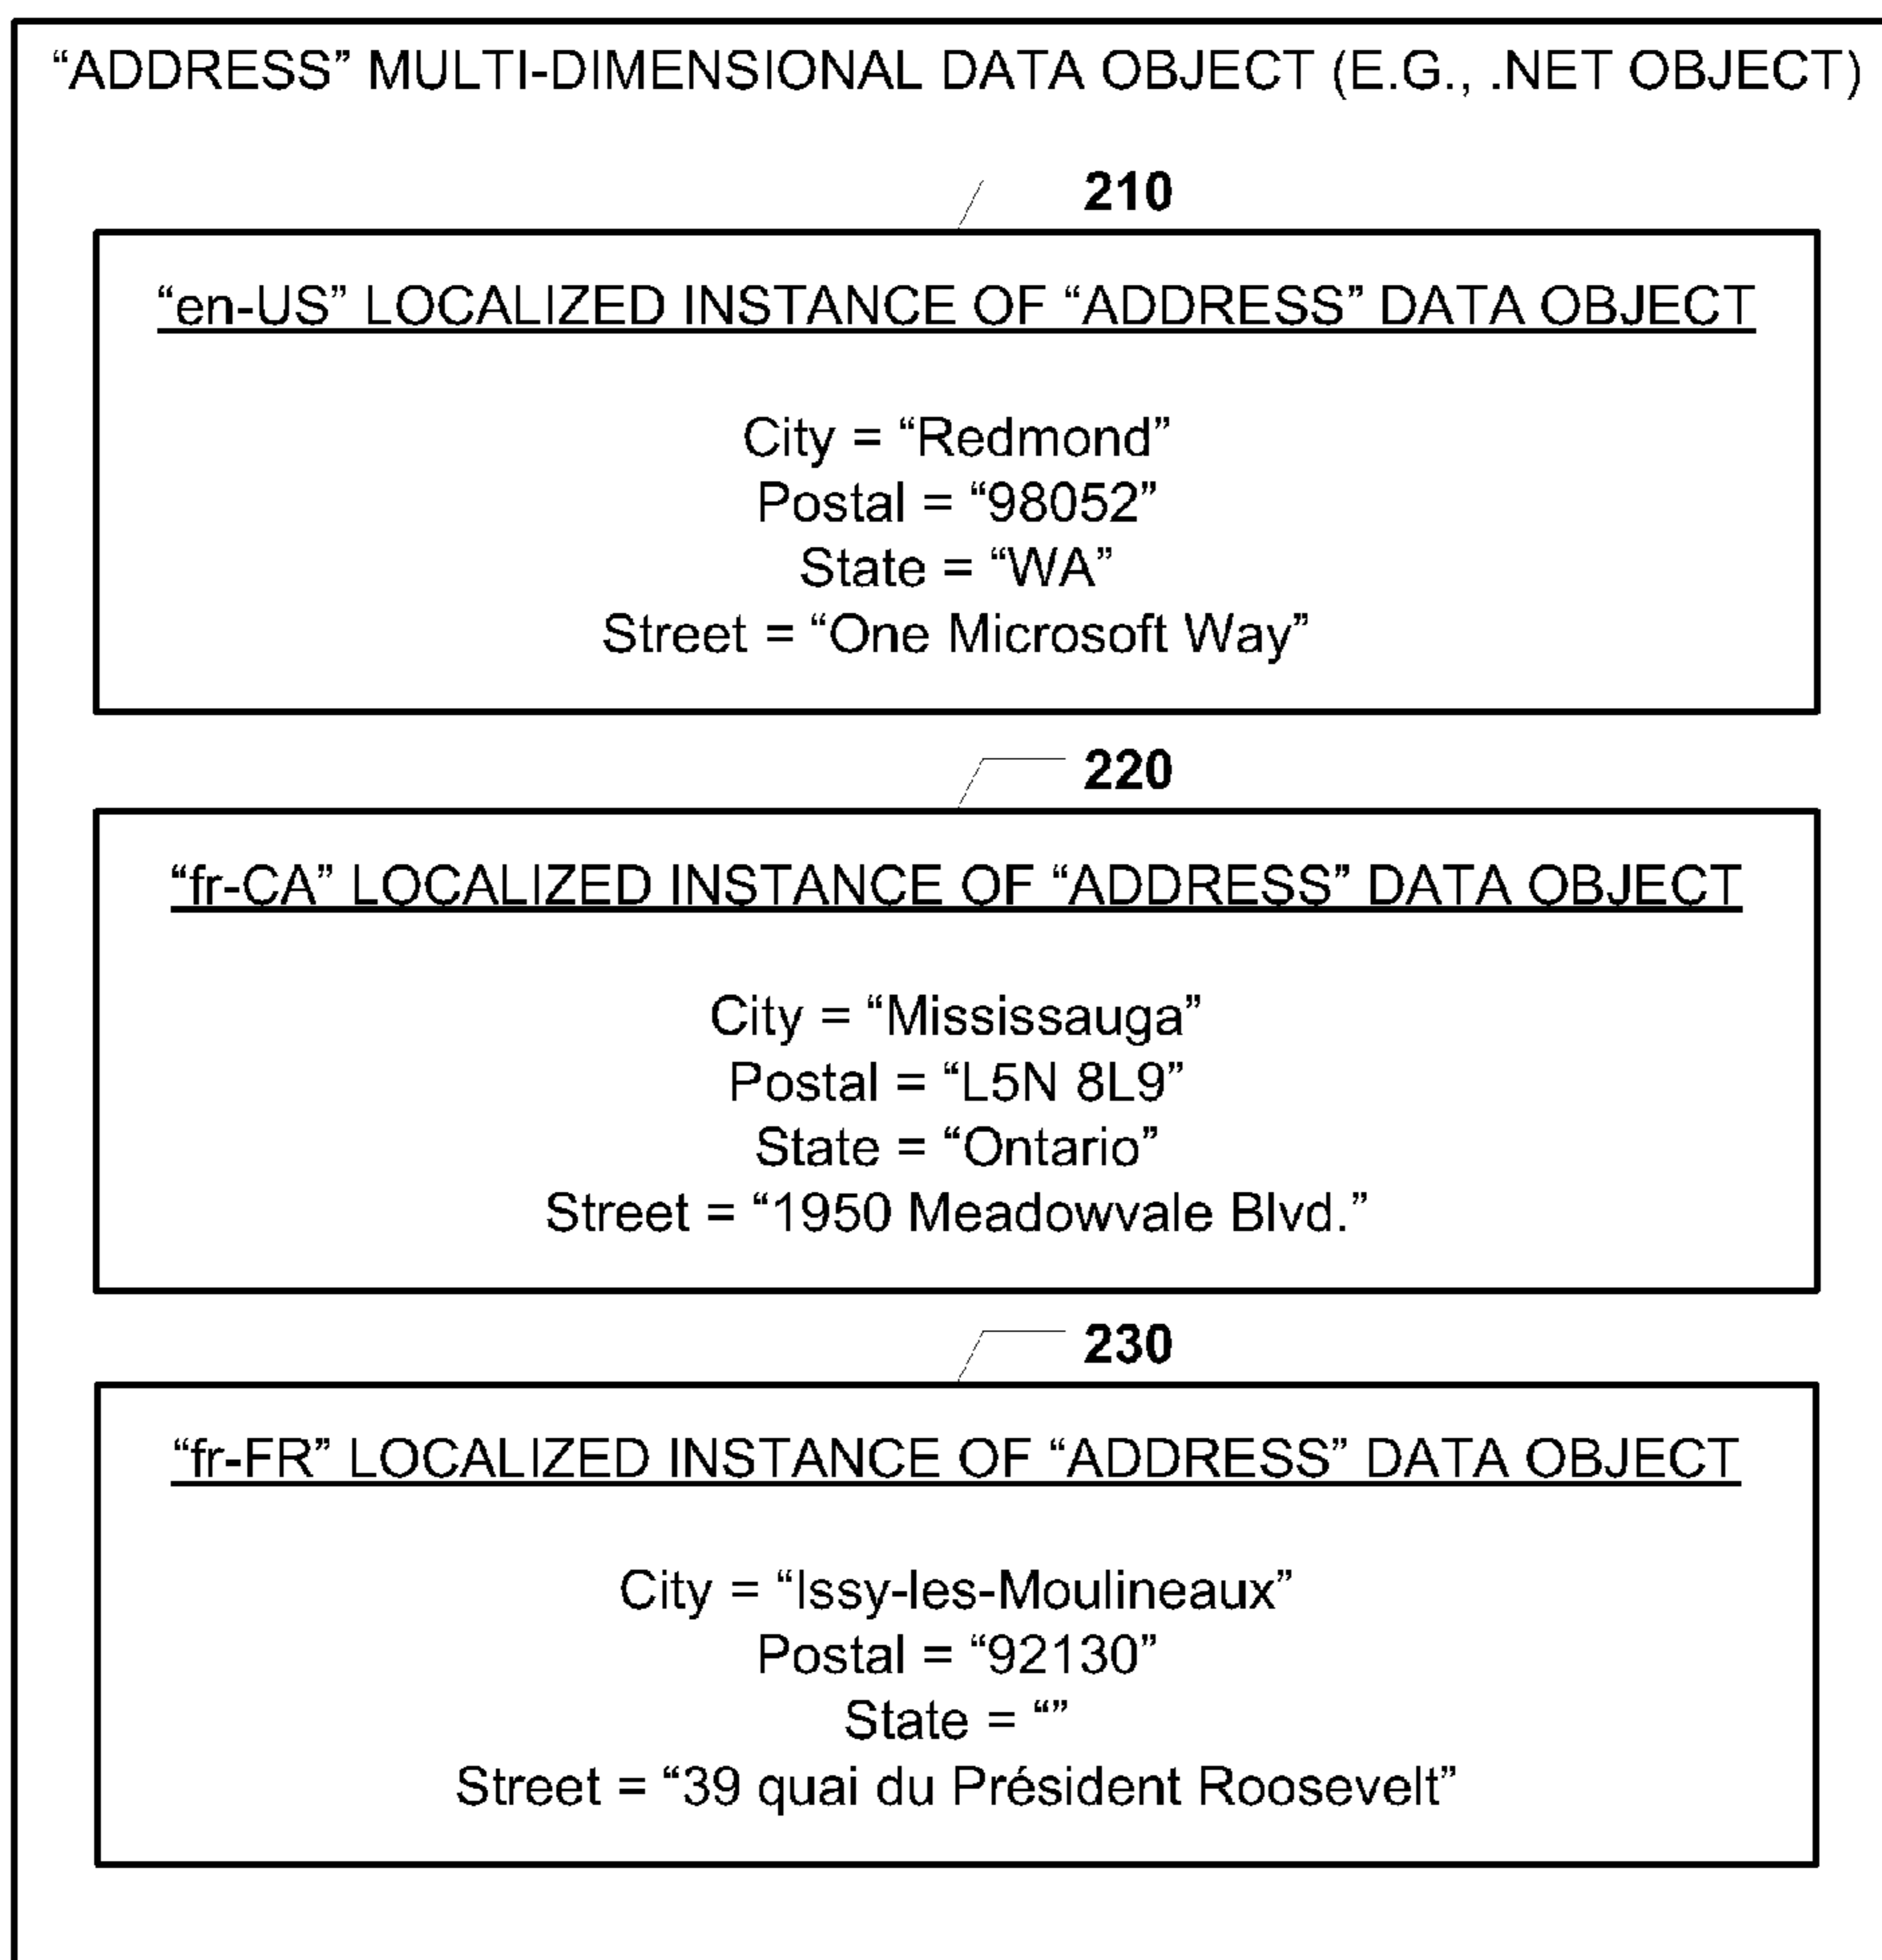 “ADDRESS” MULTI-DIMENSIONAL DATA OBJECT (E.G., .NET OBJECT)
210
“en-US” LOCALIZED INSTANCE OF “ADDRESS” DATA OBJECT
City = “Redmond”
Postal = “98052”
State = “WA”
Street = “One Microsoft Way”
220
“fr-CA” LOCALIZED INSTANCE OF “ADDRESS” DATA OBJECT
City = “Mississauga”
Postal = “L5N 8L9”
State = “Ontario”
Street = “1950 Meadowvale Blvd.”
230
“fr-FR” LOCALIZED INSTANCE OF “ADDRESS” DATA OBJECT
City = “Issy-les-Moulineaux”
Postal = “92130”
State = “”
Street = “39 quai du Président Roosevelt”